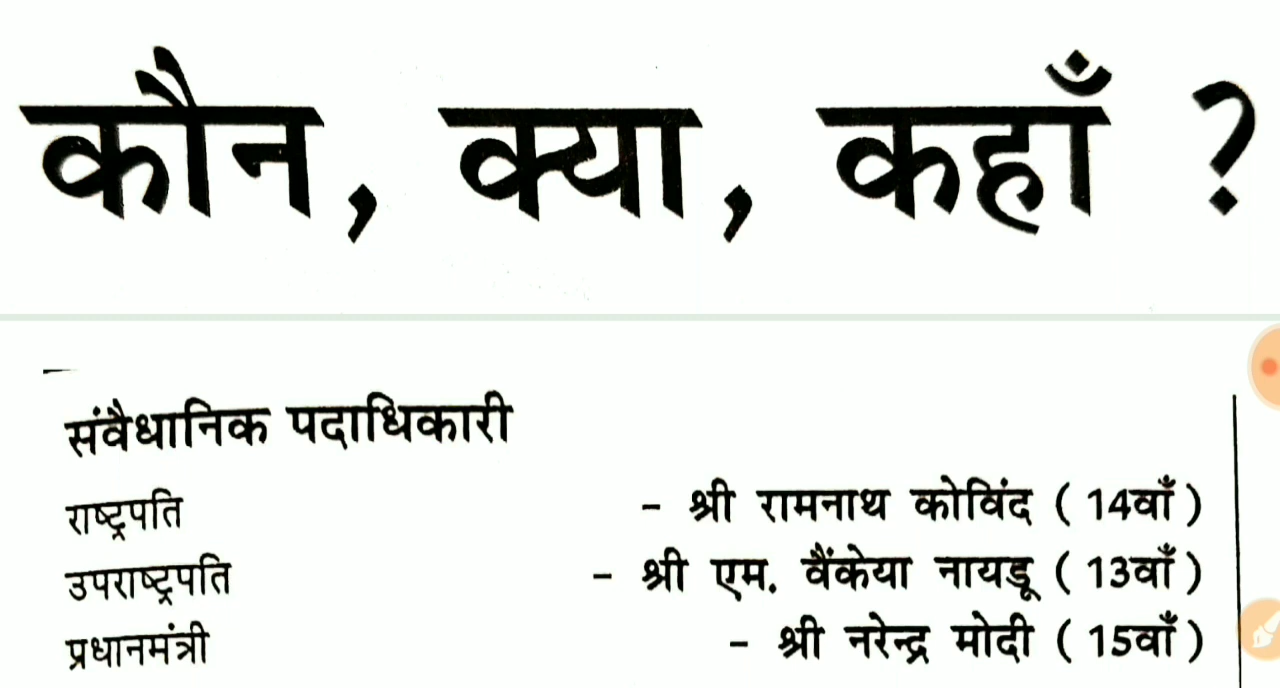 कौन, क्या, कहाँ ?
संवैधानिक पदाधिकारी
राष्ट्रपति - श्री रामनाथ कोविंद ( 14वाँ )
उपराष्ट्रपति - श्री एम. वैंकेया नायडू ( 13वाँ )
प्रधानमंत्री - श्री नरेन्द्र मोदी ( 15वाँ )